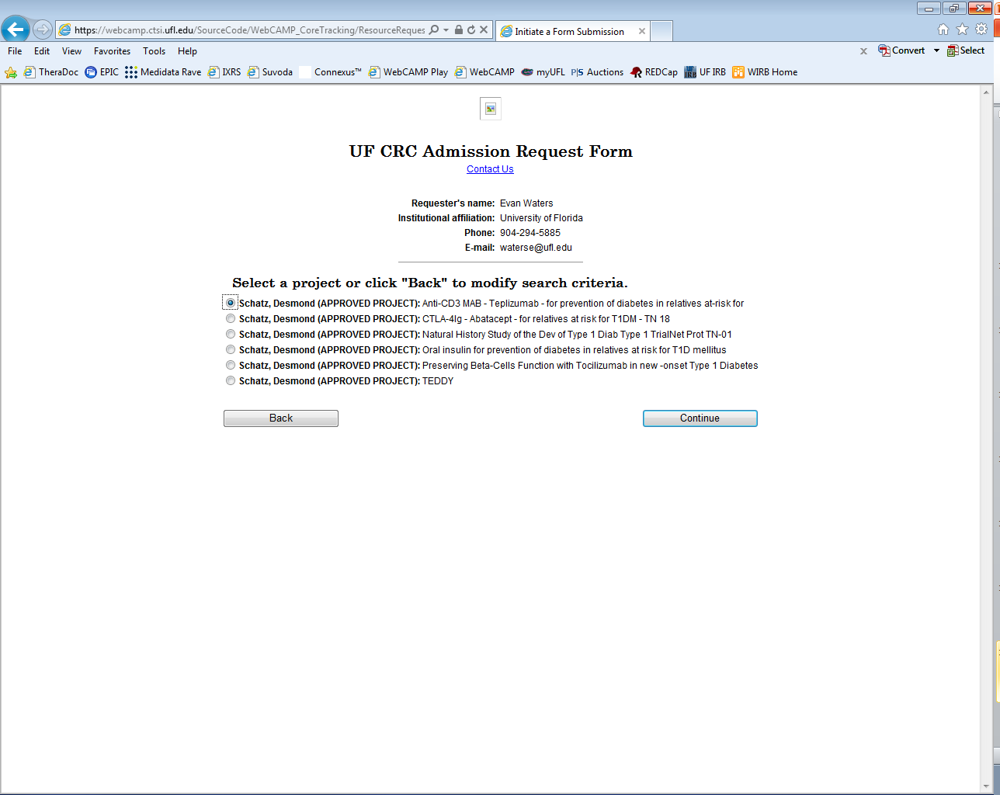 https://webcamp.ctsi.ufl.edu/SourceCode/WebCAMP_CoreTracking/ResourceReques
Initiate a Form Submission
File Edit View Favorites Tools Help
Convert Select
TheraDoc EPIC Medidata Rave IXRS Suvoda Connexus™ WebCAMP Play WebCAMP myUFL P|S Auctions REDCap UF IRB WIRB Home
UF CRC Admission Request Form
Contact Us
Requester's name: Evan Waters
Institutional affiliation: University of Florida
Phone: 904-294-5885
E-mail: waterse@ufl.edu
Select a project or click "Back" to modify search criteria.
Schatz, Desmond (APPROVED PROJECT): Anti-CD3 MAB - Teplizumab - for prevention of diabetes in relatives at-risk for
Schatz, Desmond (APPROVED PROJECT): CTLA-4Ig - Abatacept - for relatives at risk for T1DM - TN 18
Schatz, Desmond (APPROVED PROJECT): Natural History Study of the Dev of Type 1 Diab Type 1 TrialNet Prot TN-01
Schatz, Desmond (APPROVED PROJECT): Oral insulin for prevention of diabetes in relatives at risk for T1D mellitus
Schatz, Desmond (APPROVED PROJECT): Preserving Beta-Cells Function with Tocilizumab in new -onset Type 1 Diabetes
Schatz, Desmond (APPROVED PROJECT): TEDDY
Back Continue